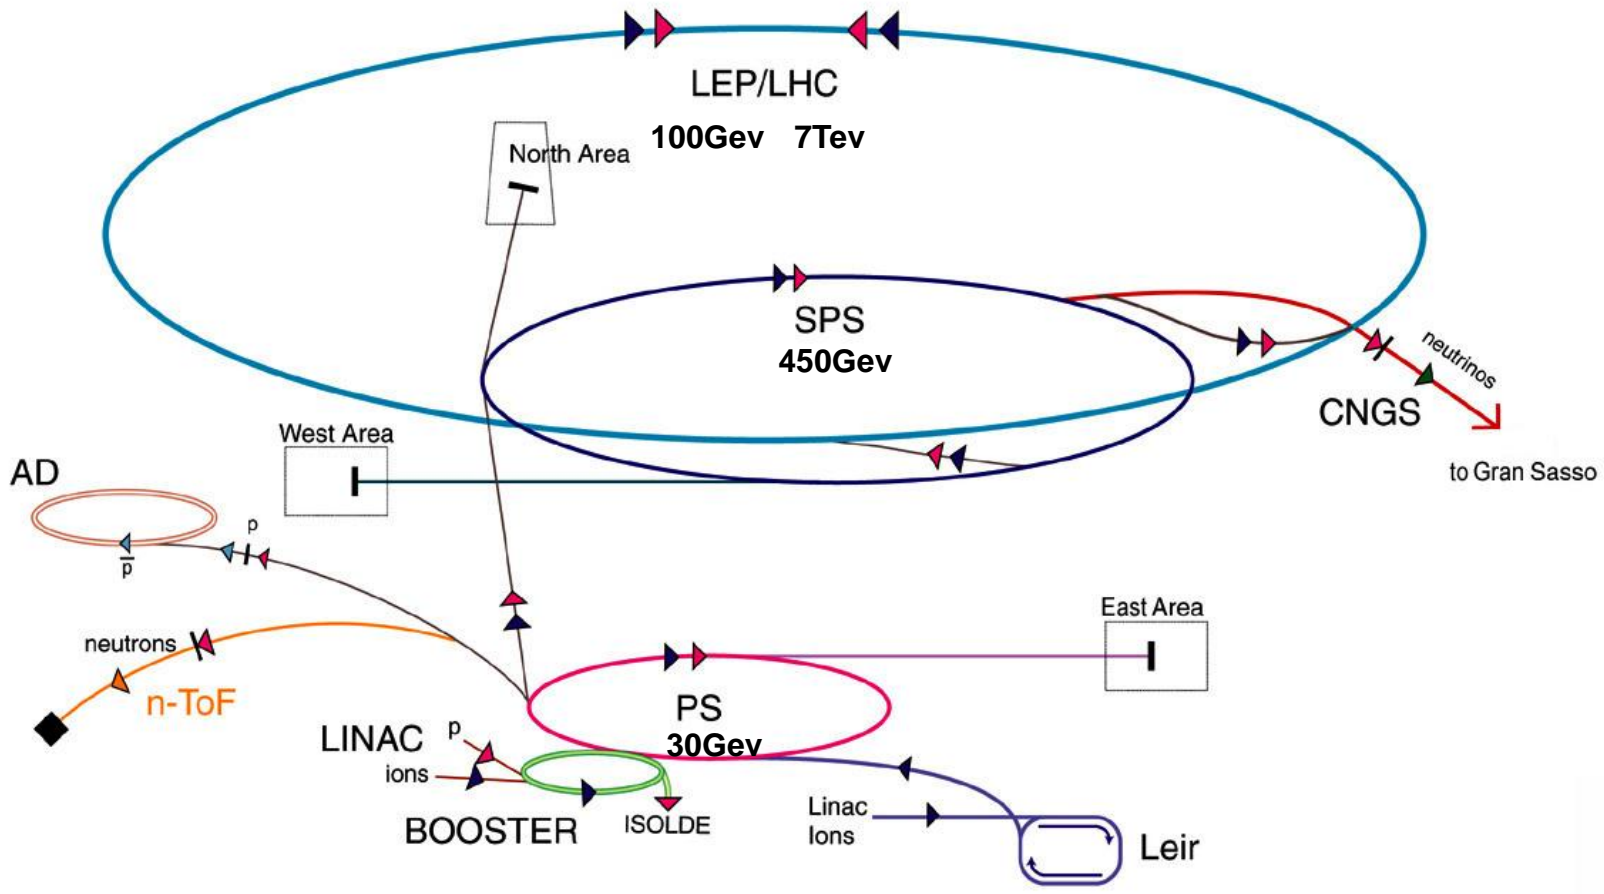 LEP/LHC
100Gev 7Tev
North Area
SPS
450Gev
neutrinos
CNGS
to Gran Sasso
West Area
AD
p
p̅
East Area
neutrons
n-ToF
PS
30Gev
LINAC
p
ions
BOOSTER
ISOLDE
Linac
Ions
Leir